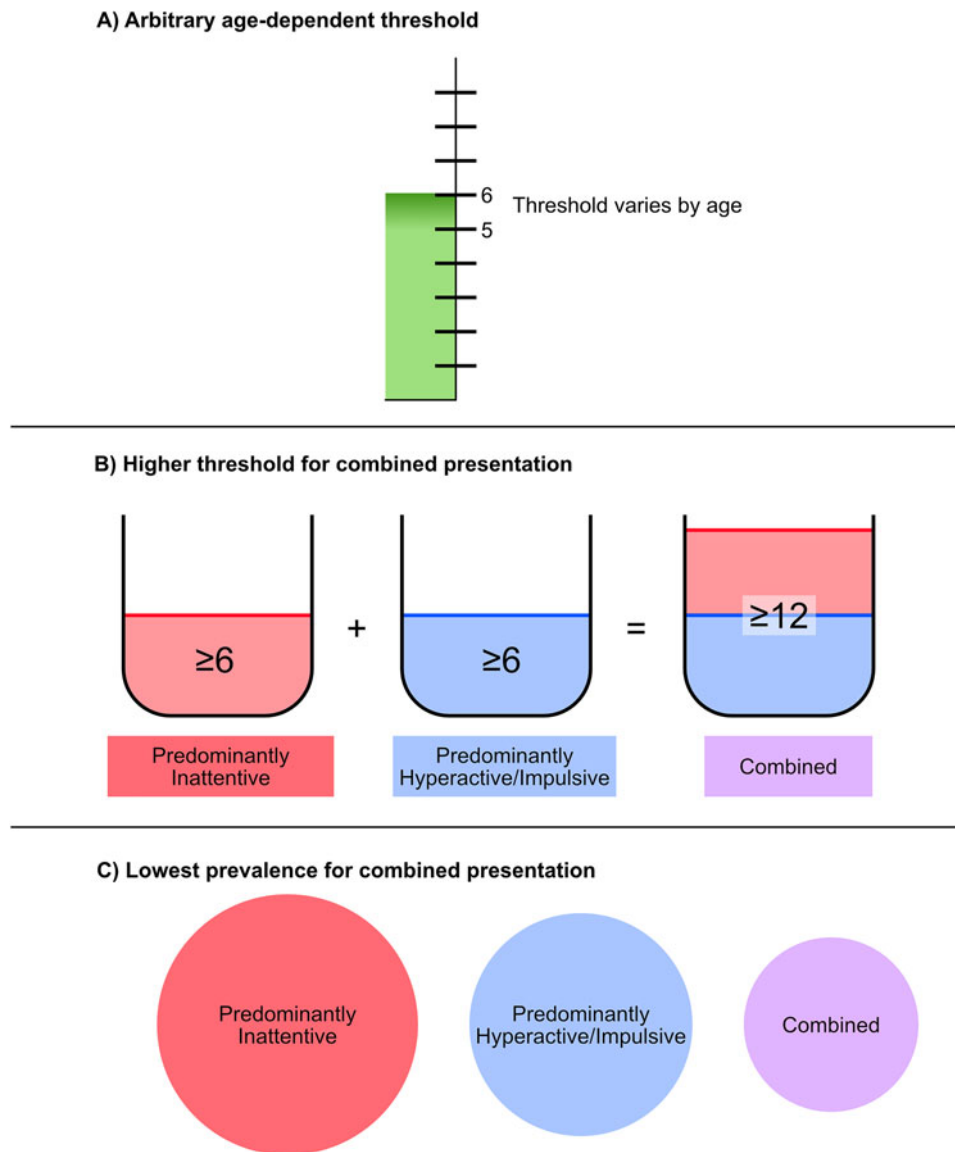 A) Arbitrary age-dependent threshold
6
Threshold varies by age
5
B) Higher threshold for combined presentation
≥6
+
≥6
=
≥12
Predominantly
Inattentive
Predominantly
Hyperactive/Impulsive
Combined
C) Lowest prevalence for combined presentation
Predominantly
Inattentive
Predominantly
Hyperactive/Impulsive
Combined